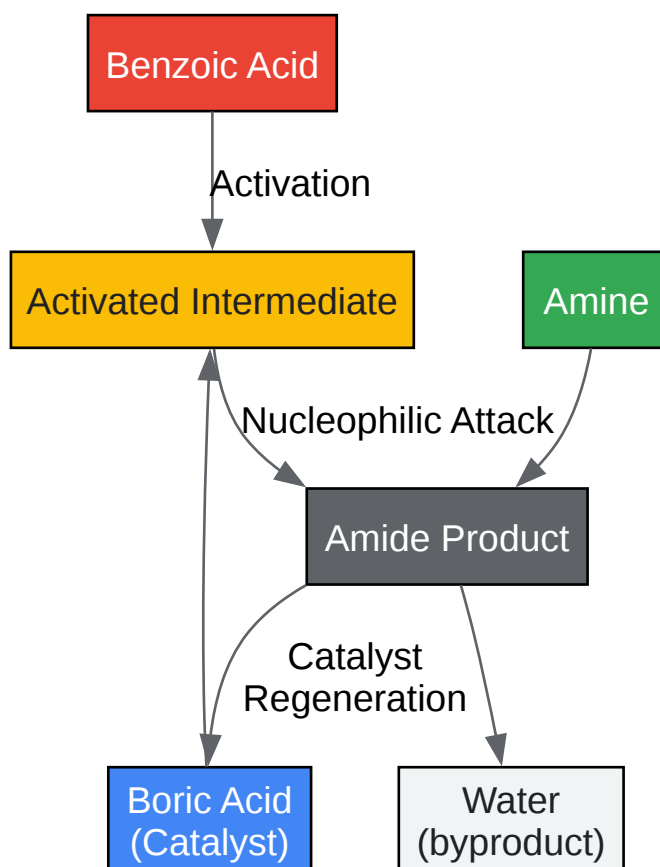 Benzoic Acid
Activation
Activated Intermediate
Amine
Nucleophilic Attack
Amide Product
Catalyst
Regeneration
Boric Acid
(Catalyst)
Water
(byproduct)